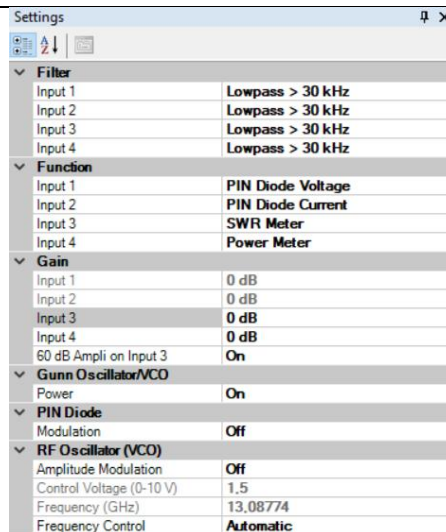 Settings
Filter
Input 1 Lowpass > 30 kHz
Input 2 Lowpass > 30 kHz
Input 3 Lowpass > 30 kHz
Input 4 Lowpass > 30 kHz
Function
Input 1 PIN Diode Voltage
Input 2 PIN Diode Current
Input 3 SWR Meter
Input 4 Power Meter
Gain
Input 1 0 dB
Input 2 0 dB
Input 3 0 dB
Input 4 0 dB
60 dB Ampli on Input 3 On
Gunn Oscillator/VCO
Power On
PIN Diode
Modulation Off
RF Oscillator (VCO)
Amplitude Modulation Off
Control Voltage (0-10 V) 1,5
Frequency (GHz) 13,08774
Frequency Control Automatic